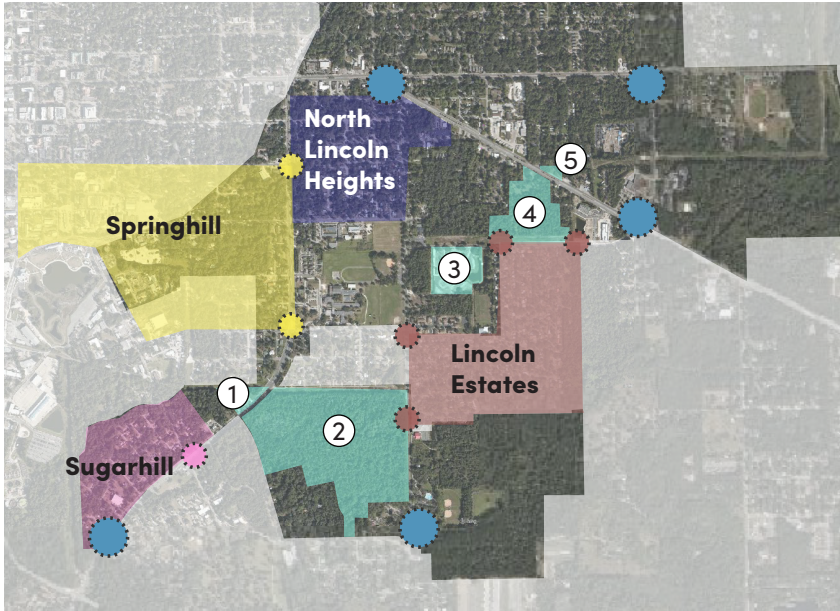 North
Lincoln
Heights
5
4
Springhill
3
Lincoln
Estates
1
2
Sugarhill